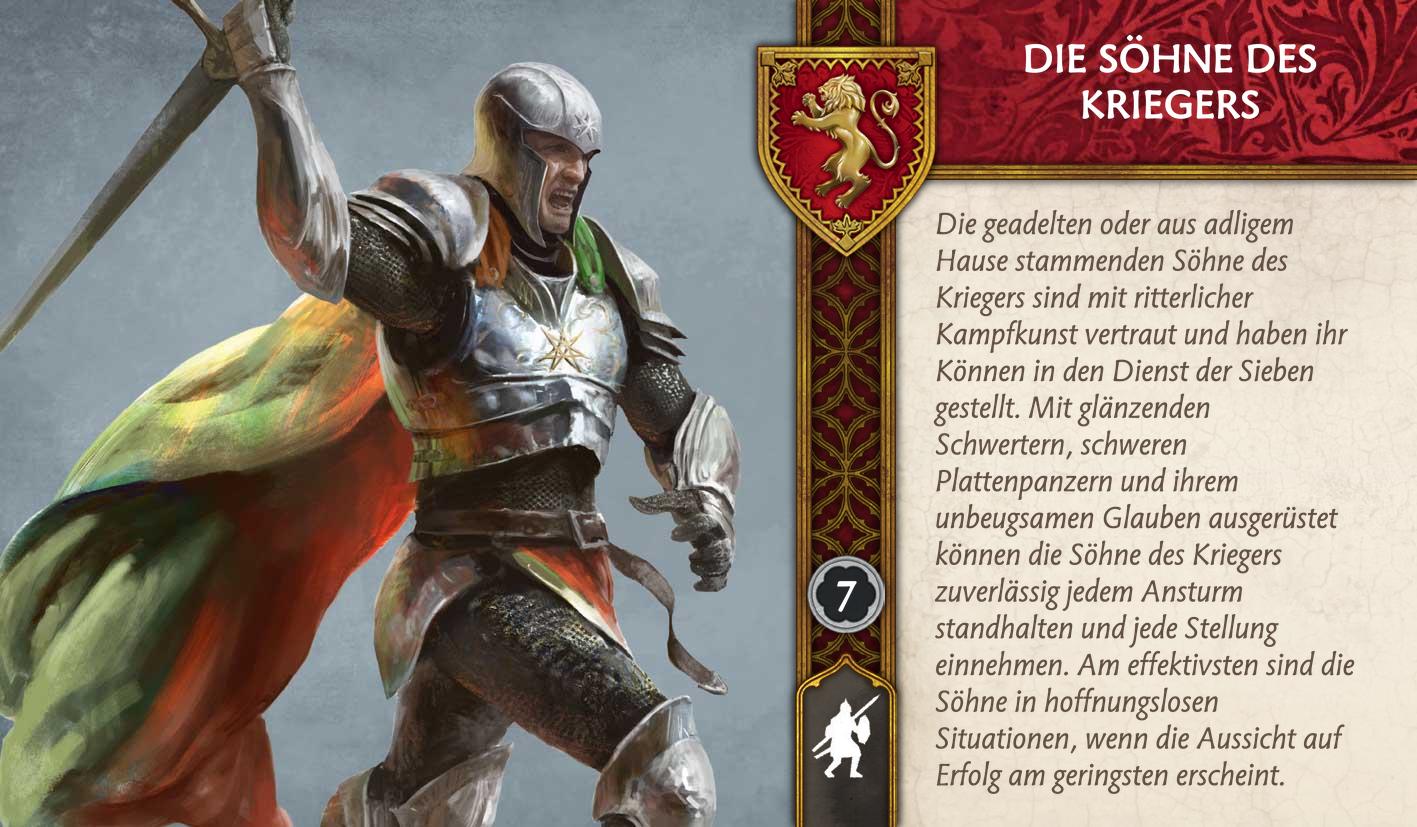 DIE SÖHNE DES
KRIEGERS
Die geadelten oder aus adligem
Hause stammenden Söhne des
Kriegers sind mit ritterlicher
Kampfkunst vertraut und haben ihr
Können in den Dienst der Sieben
gestellt. Mit glänzenden
Schwertern, schweren
Plattenpanzern und ihrem
unbeugsamen Glauben ausgerüstet
können die Söhne des Kriegers
zuverlässig jedem Ansturm
standhalten und jede Stellung
einnehmen. Am effektivsten sind die
Söhne in hoffnungslosen
Situationen, wenn die Aussicht auf
Erfolg am geringsten erscheint.
7